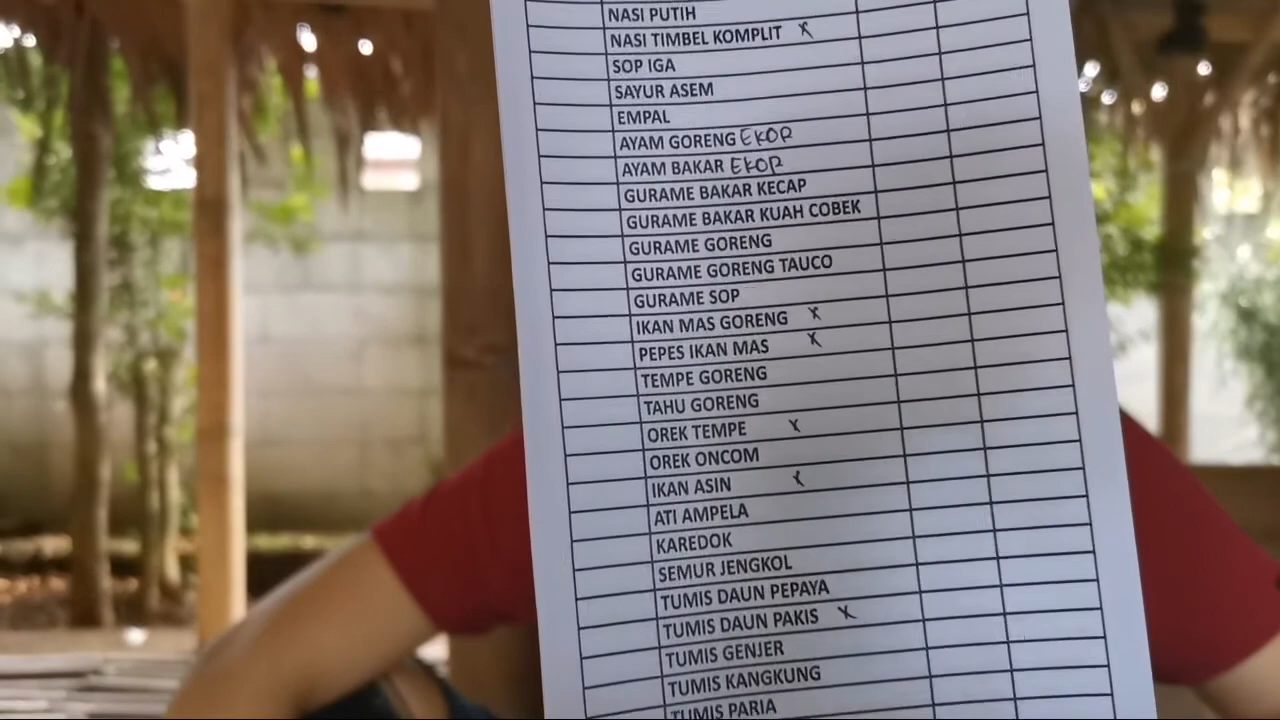 NASI PUTIH
NASI TIMBEL KOMPLIT X
SOP IGA
SAYUR ASEM
EMPAL
AYAM GORENG EKOR
AYAM BAKAR EKOR
GURAME BAKAR KECAP
GURAME BAKAR KUAH COBEK
GURAME GORENG
GURAME GORENG TAUCO
GURAME SOP
IKAN MAS GORENG X
PEPES IKAN MAS X
TEMPE GORENG
TAHU GORENG
OREK TEMPE X
OREK ONCOM
IKAN ASIN X
ATI AMPELA
KAREDOK
SEMUR JENGKOL
TUMIS DAUN PEPAYA
TUMIS DAUN PAKIS X
TUMIS GENJER
TUMIS KANGKUNG
TUMIS PARIA